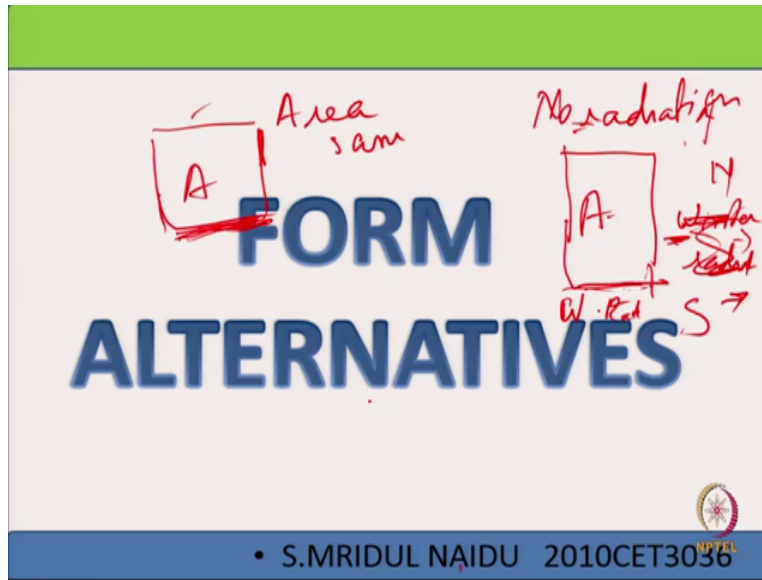 Area
same
A
No radiation
N
A
S
FORM
ALTERNATIVES
• S.MRIDUL NAIDU 2010CET3036
NPTEL